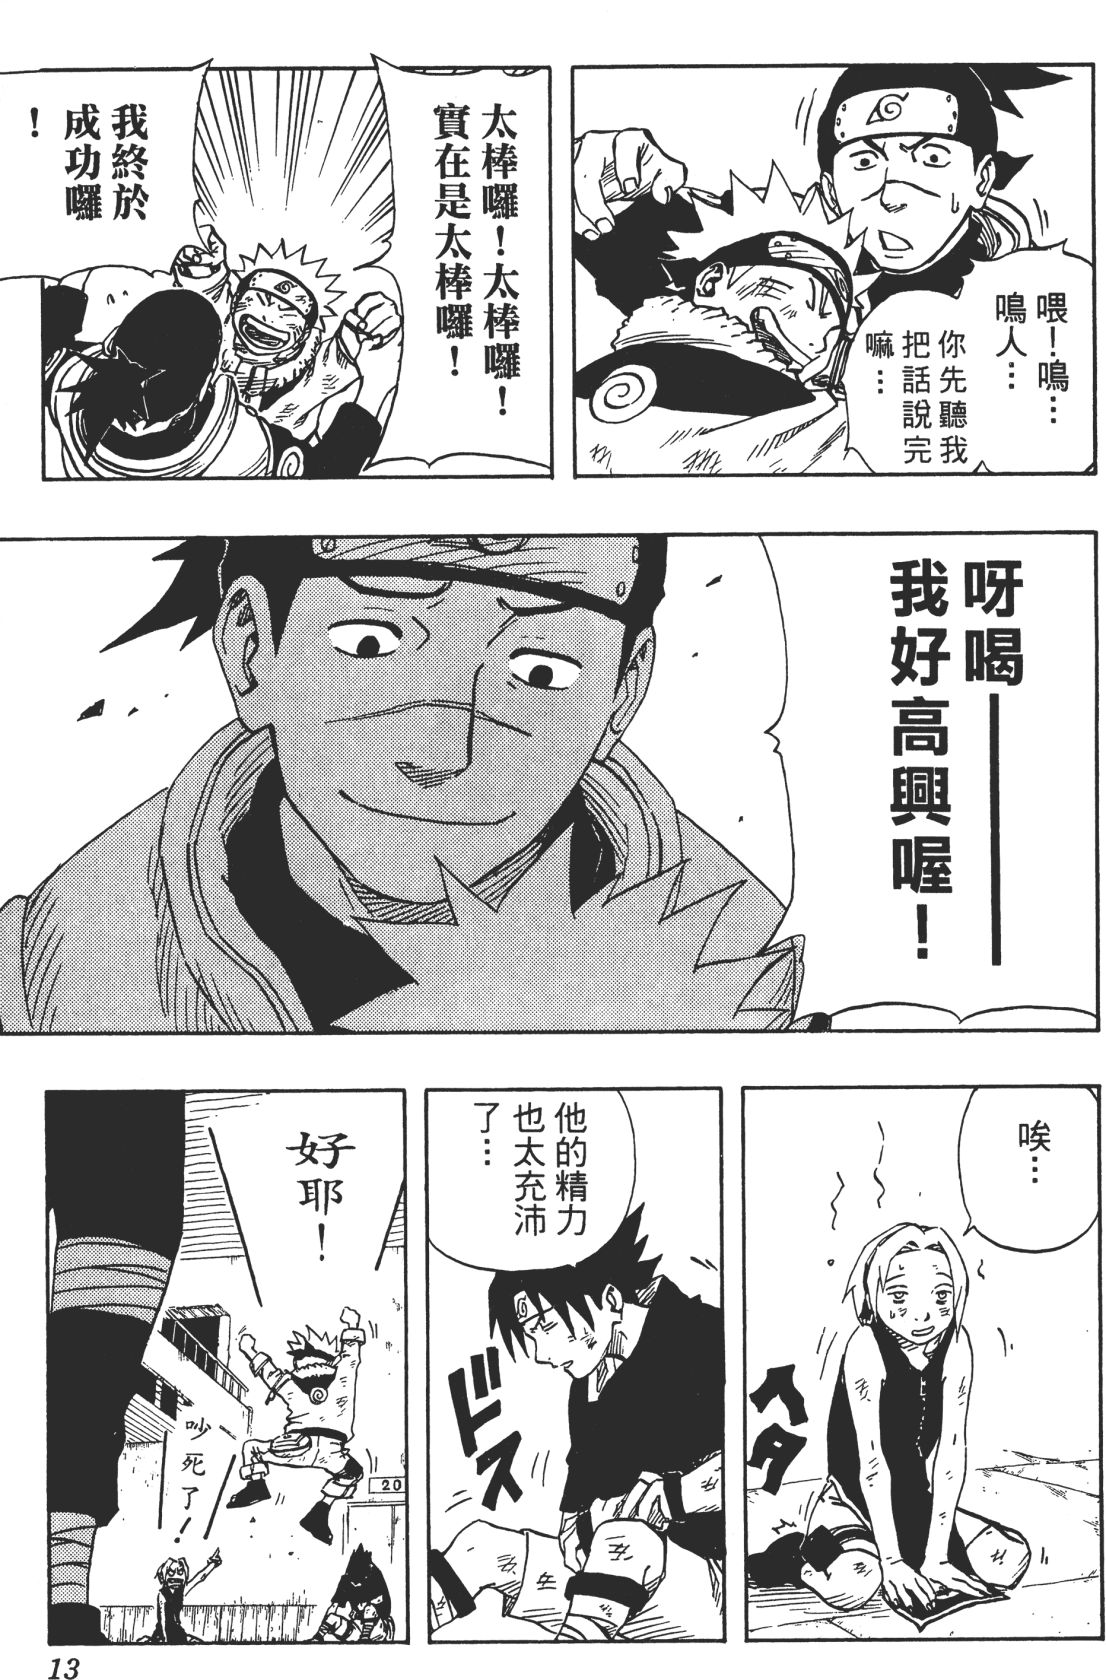 喂！鳴…
鳴人…
你先聽我
把話說完
嘛…
太棒囉！太棒囉！
實在是太棒囉！
我終於
成功囉
！
呀喝——
我好高興喔！
唉…
ヘタ
他的精力
也太充沛
了…
ドス
好耶！
吵死了！
20
13